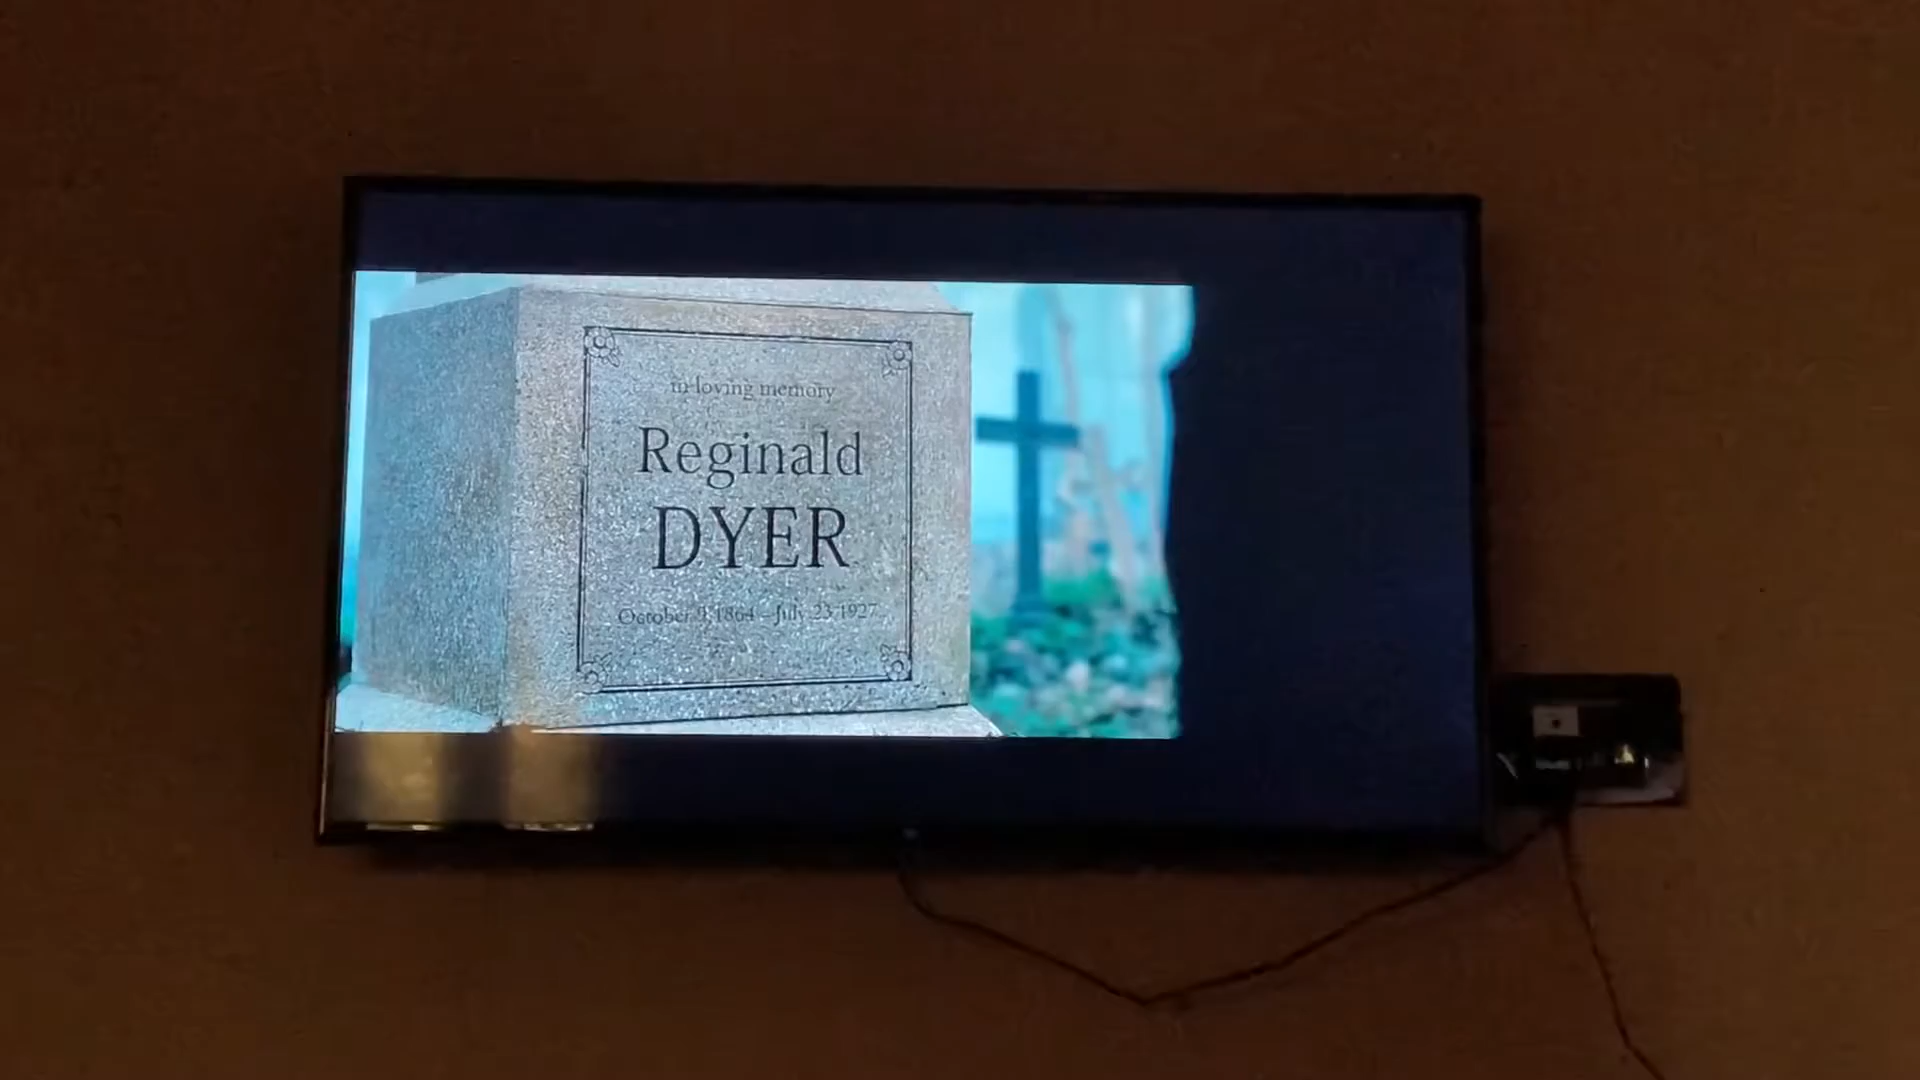 in loving memory
Reginald
DYER
October 9, 1864 – July 23 1927